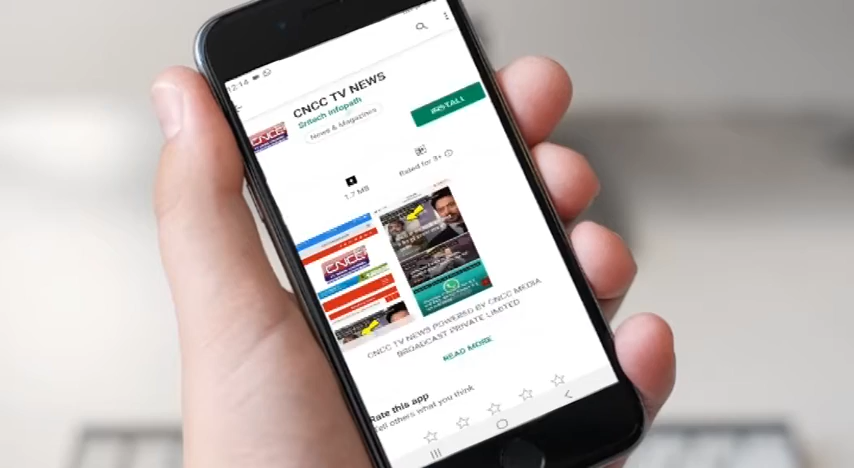 12:14
CNCC TV NEWS
Sritech Infopath
News & Magazines
INSTALL
CNCC
1.7 MB
Rated for 3+
CNCC
CNCC TV NEWS POWERED BY CNCC MEDIA
BROADCAST PRIVATE LIMITED
READ MORE
Rate this app
Tell others what you think